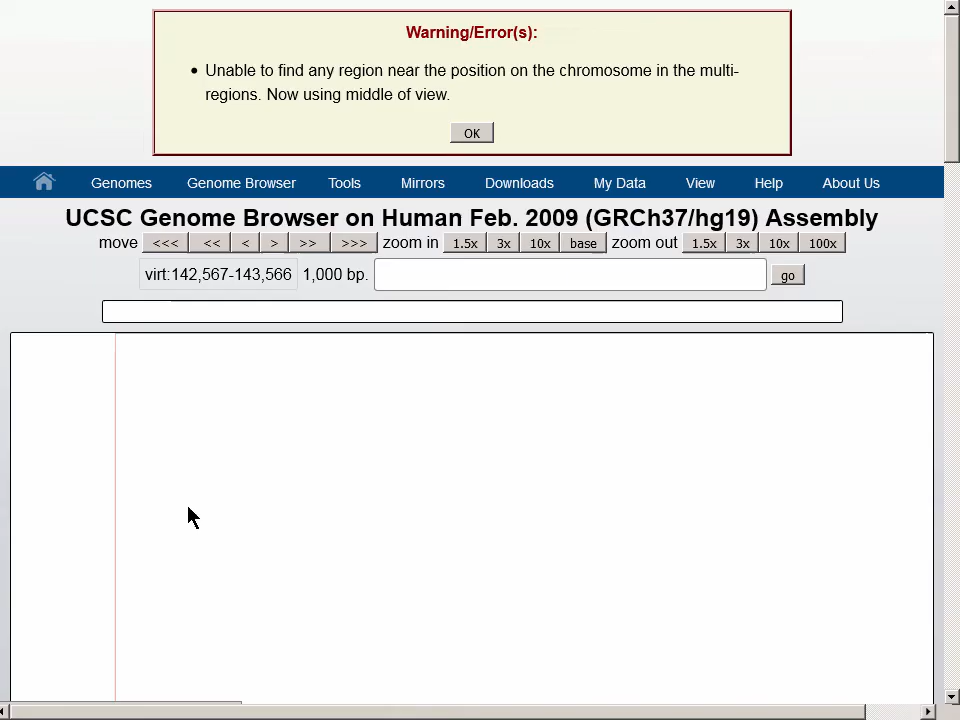 Warning/Error(s):
• Unable to find any region near the position on the chromosome in the multi-
regions. Now using middle of view.
OK
Genomes Genome Browser Tools Mirrors Downloads My Data View Help About Us
UCSC Genome Browser on Human Feb. 2009 (GRCh37/hg19) Assembly
move <<< << < > >> >>> zoom in 1.5x 3x 10x base zoom out 1.5x 3x 10x 100x
virt:142,567-143,566 1,000 bp. go